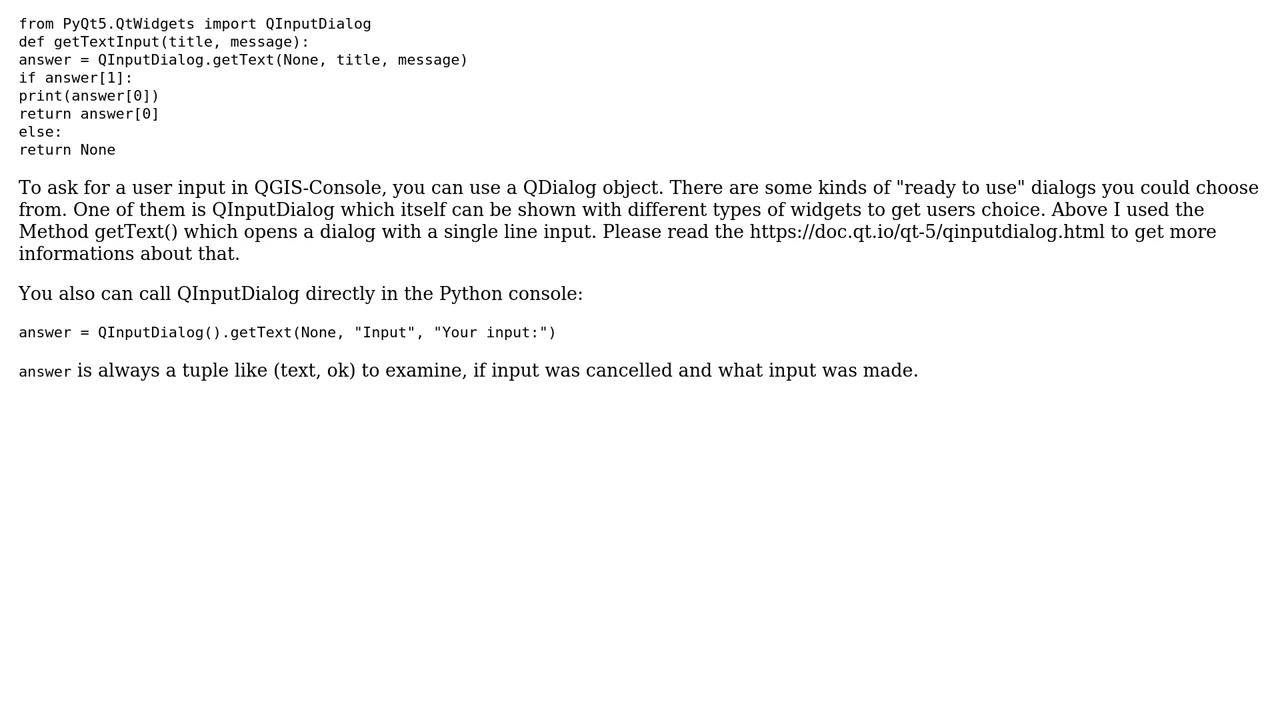 from PyQt5.QtWidgets import QInputDialog
def getTextInput(title, message):
answer = QInputDialog.getText(None, title, message)
if answer[1]:
print(answer[0])
return answer[0]
else:
return None
To ask for a user input in QGIS-Console, you can use a QDialog object. There are some kinds of "ready to use" dialogs you could choose
from. One of them is QInputDialog which itself can be shown with different types of widgets to get users choice. Above I used the
Method getText() which opens a dialog with a single line input. Please read the https://doc.qt.io/qt-5/qinputdialog.html to get more
informations about that.
You also can call QInputDialog directly in the Python console:
answer = QInputDialog().getText(None, "Input", "Your input:")
answer is always a tuple like (text, ok) to examine, if input was cancelled and what input was made.